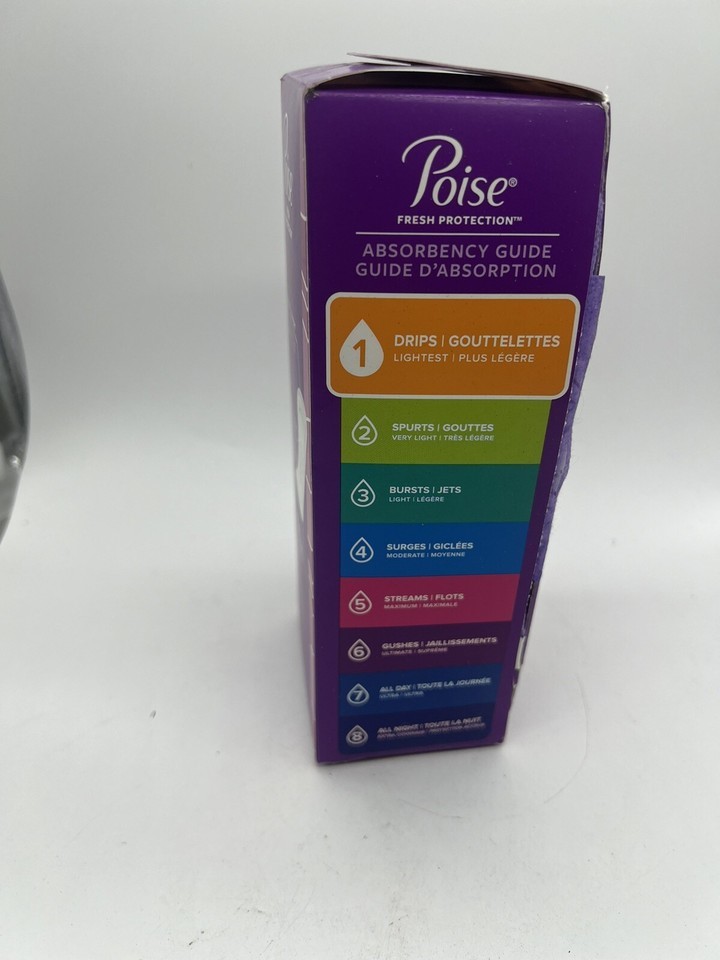 Poise®
FRESH PROTECTION™
ABSORBENCY GUIDE
GUIDE D'ABSORPTION
1
DRIPS | GOUTTELETTES
LIGHTEST | PLUS LÉGÈRE
2
SPURTS | GOUTTES
VERY LIGHT | TRÈS LÉGÈRE
3
BURSTS | JETS
LIGHT | LÉGÈRE
4
SURGES | GICLÉES
MODERATE | MOYENNE
5
STREAMS | FLOTS
MAXIMUM | MAXIMALE
6
GUSHES | JAILLISSEMENTS
ULTIMATE | SUPRÊME
7
ALL DAY | TOUTE LA JOURNÉE
ULTRA | ULTRA
8
ALL NIGHT | TOUTE LA NUIT